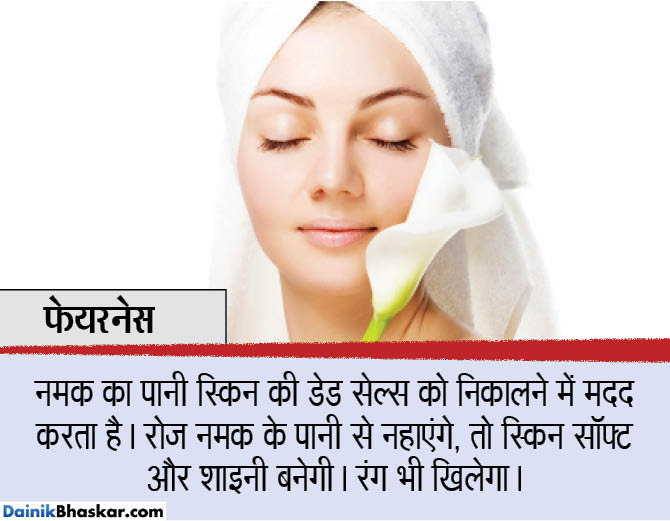 फेयरनेस
नमक का पानी स्किन की डेड सेल्स को निकालने में मदद
करता है। रोज नमक के पानी से नहाएंगे, तो स्किन सॉफ्ट
और शाइनी बनेगी। रंग भी खिलेगा।
DainikBhaskar.com